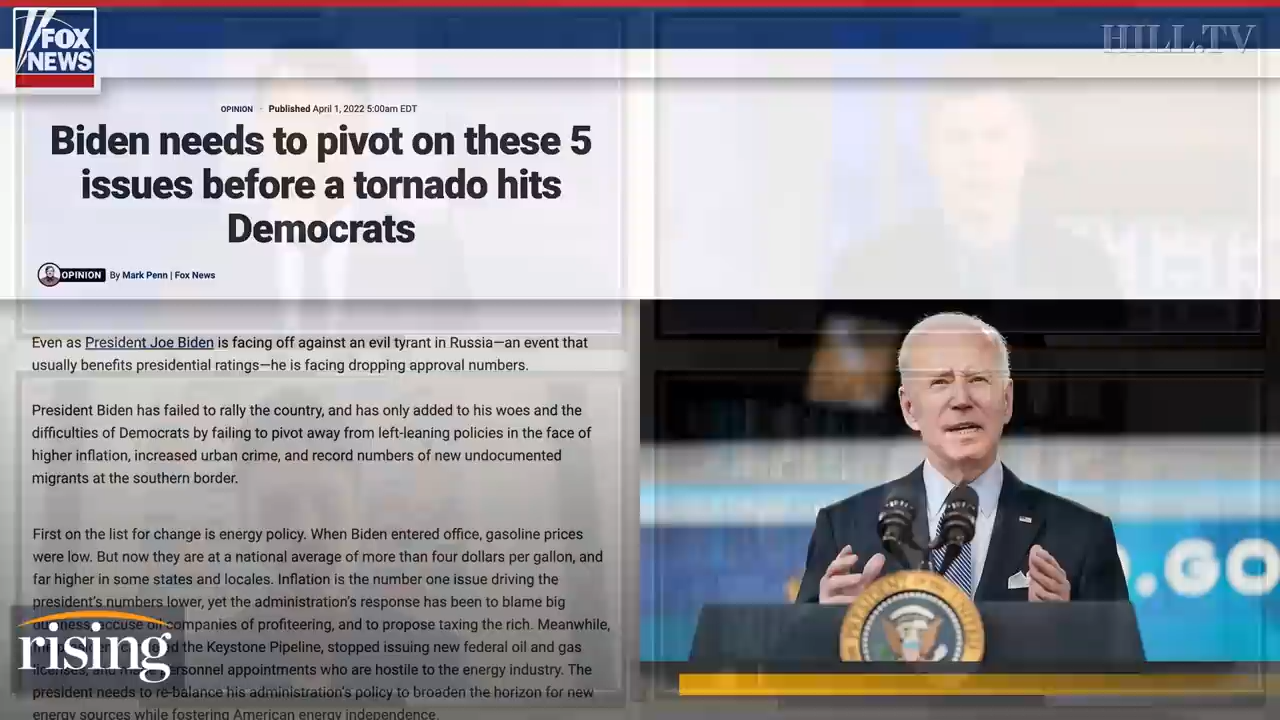 FOX
NEWS
HILL.TV
OPINION - Published April 1, 2022 5:00am EDT
Biden needs to pivot on these 5
issues before a tornado hits
Democrats
OPINION By Mark Penn | Fox News
Even as President Joe Biden is facing off against an evil tyrant in Russia—an event that
usually benefits presidential ratings—he is facing dropping approval numbers.
President Biden has failed to rally the country, and has only added to his woes and the
difficulties of Democrats by failing to pivot away from left-leaning policies in the face of
higher inflation, increased urban crime, and record numbers of new undocumented
migrants at the southern border.
First on the list for change is energy policy. When Biden entered office, gasoline prices
were low. But now they are at a national average of more than four dollars per gallon, and
far higher in some states and locales. Inflation is the number one issue driving the
president's numbers lower, yet the administration's response has been to blame big
accuse oil companies of profiteering, and to propose taxing the rich. Meanwhile,
the Keystone Pipeline, stopped issuing new federal oil and gas
personnel appointments who are hostile to the energy industry. The
president needs to re-balance his administration's policy to broaden the horizon for new
energy sources while fostering American energy independence.
rising
.GO